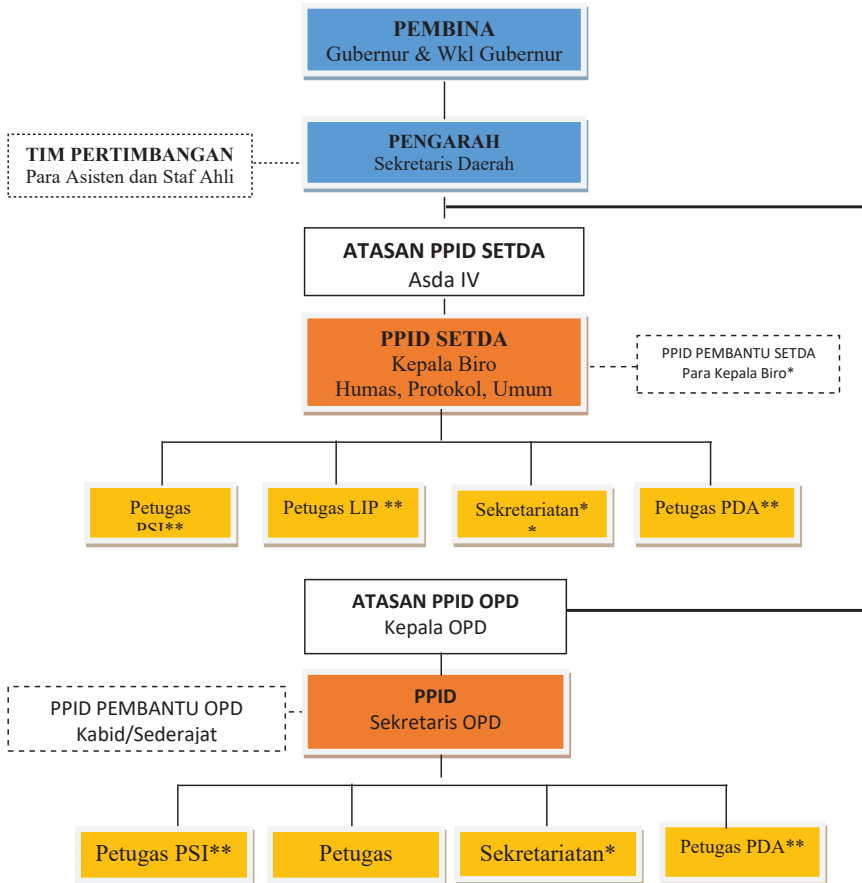 PEMBINA
Gubernur & Wkl Gubernur
PENGARAH
Sekretaris Daerah
TIM PERTIMBANGAN
Para Asisten dan Staf Ahli
ATASAN PPID SETDA
Asda IV
PPID SETDA
Kepala Biro
Humas, Protokol, Umum
PPID PEMBANTU SETDA
Para Kepala Biro*
Petugas
PSI**
Petugas LIP **
Sekretariatan*
*
Petugas PDA**
ATASAN PPID OPD
Kepala OPD
PPID
Sekretaris OPD
PPID PEMBANTU OPD
Kabid/Sederajat
Petugas PSI**
Petugas
Sekretariatan*
Petugas PDA**